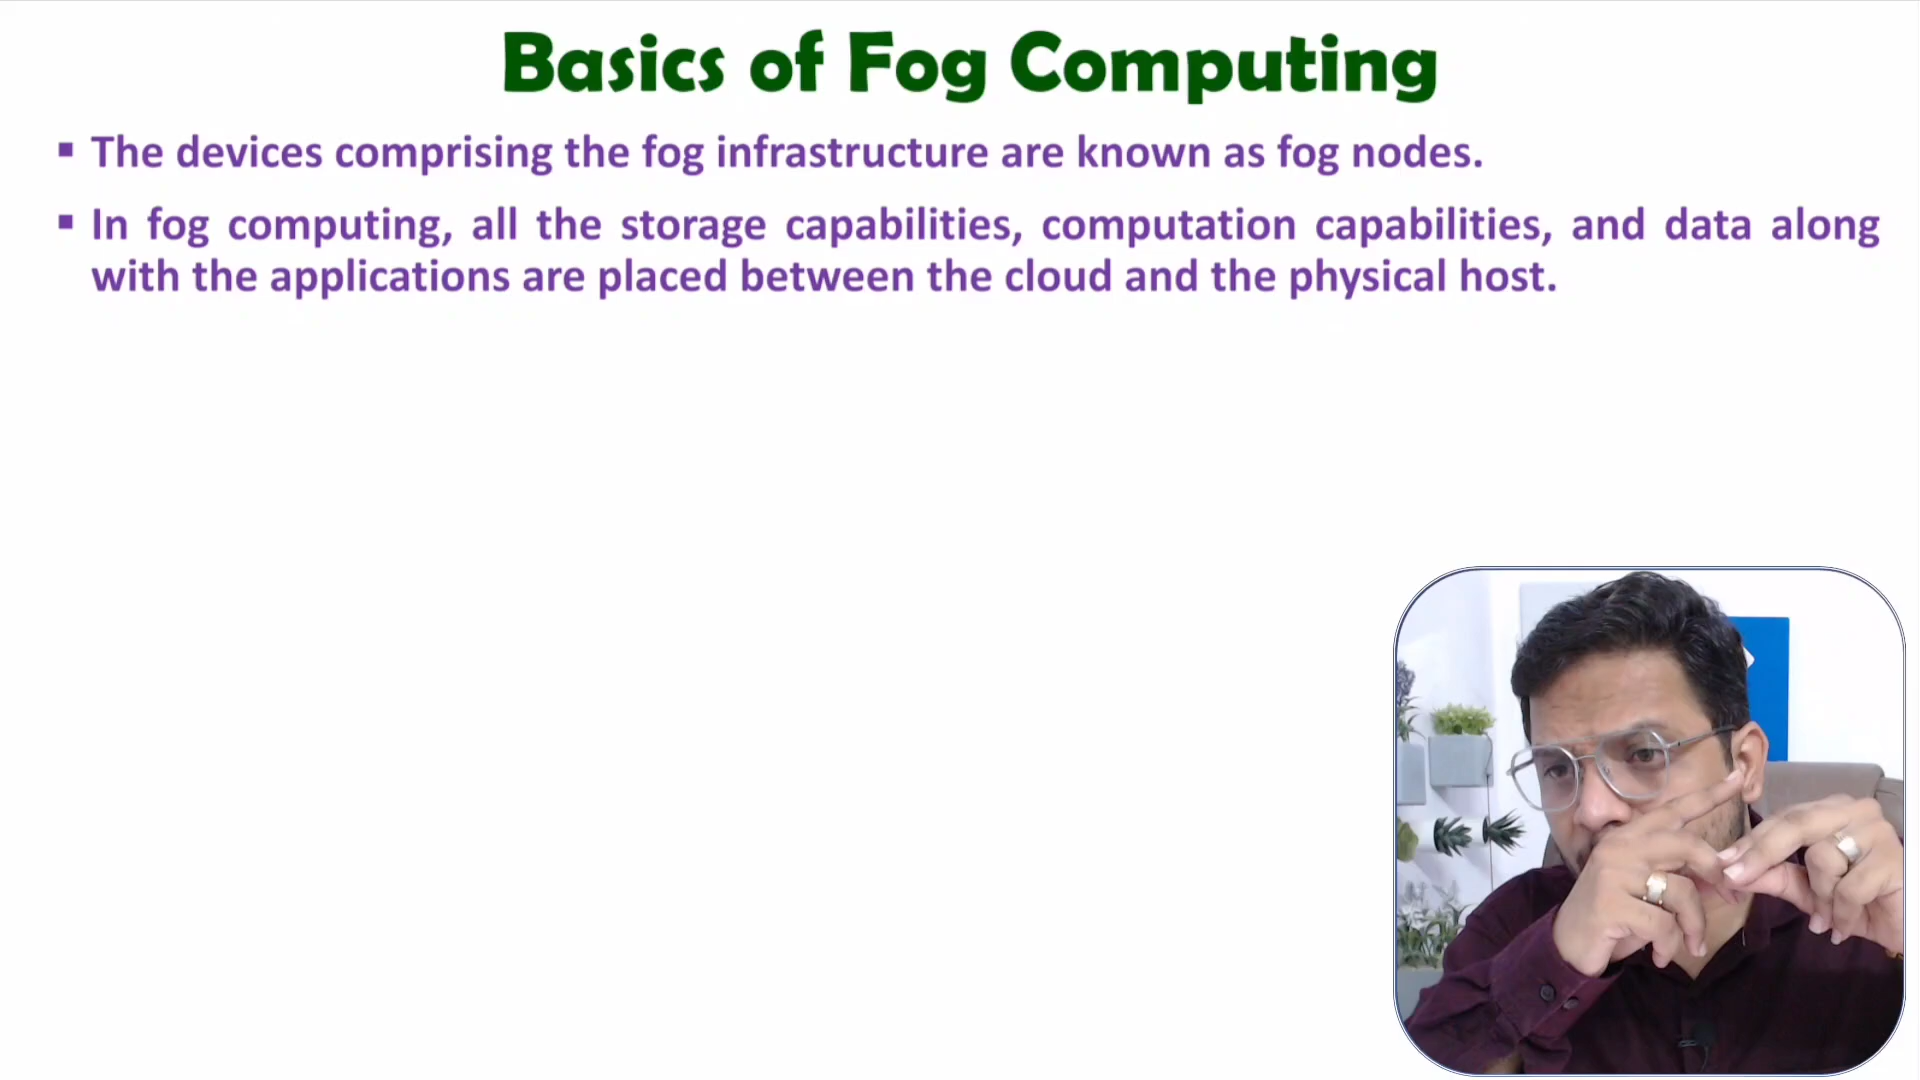 Basics of Fog Computing
▪ The devices comprising the fog infrastructure are known as fog nodes.
▪ In fog computing, all the storage capabilities, computation capabilities, and data along
with the applications are placed between the cloud and the physical host.